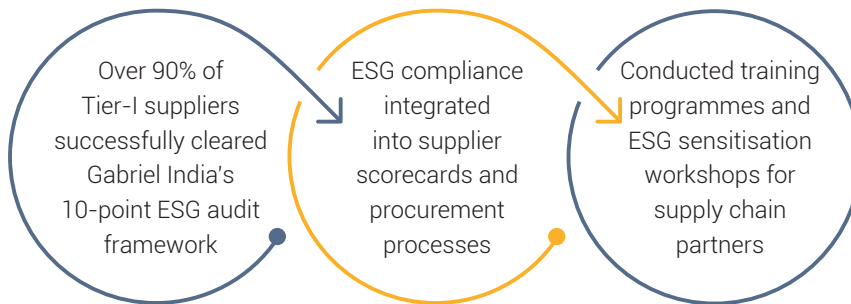 Over 90% of
Tier-I suppliers
successfully cleared
Gabriel India's
10-point ESG audit
framework
ESG compliance
integrated
into supplier
scorecards and
procurement
processes
Conducted training
programmes and
ESG sensitisation
workshops for
supply chain
partners